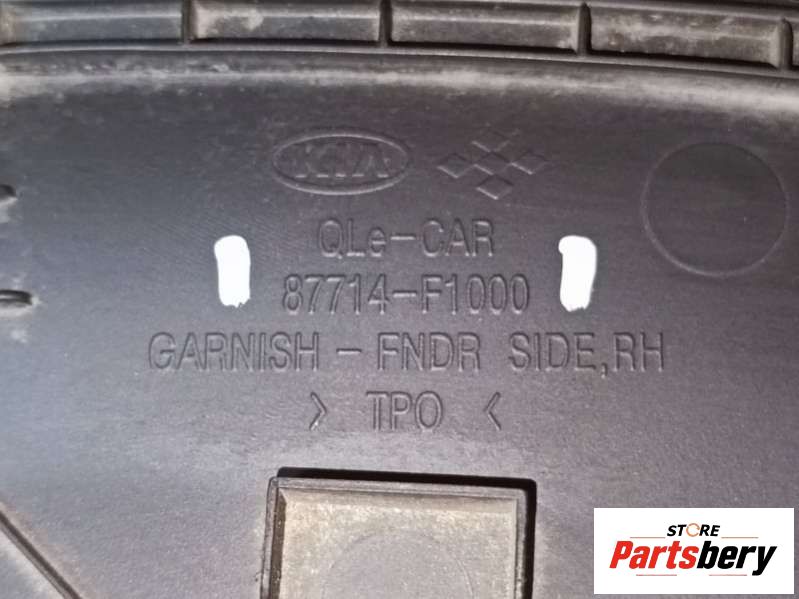 KIA
QLe-CAR
87714-F1000
GARNISH - FNDR SIDE,RH
> TPO <
STORE
Partsbery